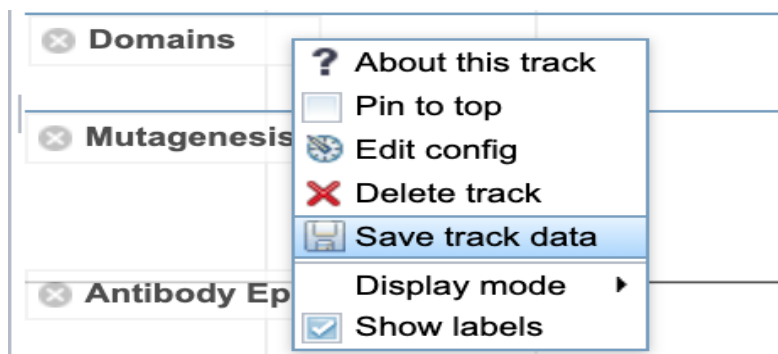 Domains
? About this track
Pin to top
Mutagenesis
Edit config
Delete track
Save track data
Antibody Ep
Display mode
Show labels